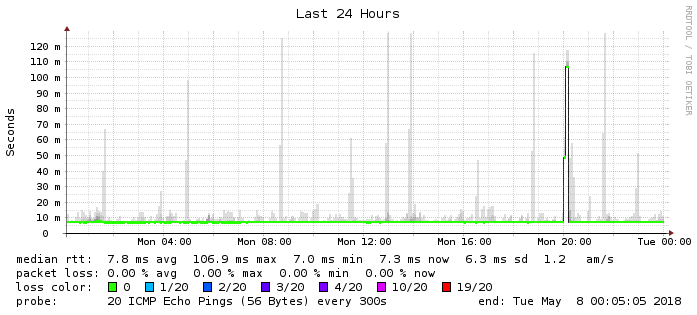 Last 24 Hours
RRDTOOL / TOBI OETIKER
Seconds
120 m
110 m
100 m
90 m
80 m
70 m
60 m
50 m
40 m
30 m
20 m
10 m
0
Mon 04:00 Mon 08:00 Mon 12:00 Mon 16:00 Mon 20:00 Tue 00:00
median rtt: 7.8 ms avg 106.9 ms max 7.0 ms min 7.3 ms now 6.3 ms sd 1.2 am/s
packet loss: 0.00 % avg 0.00 % max 0.00 % min 0.00 % now
loss color: 0 1/20 2/20 3/20 4/20 10/20 19/20
probe: 20 ICMP Echo Pings (56 Bytes) every 300s end: Tue May 8 00:05:05 2018